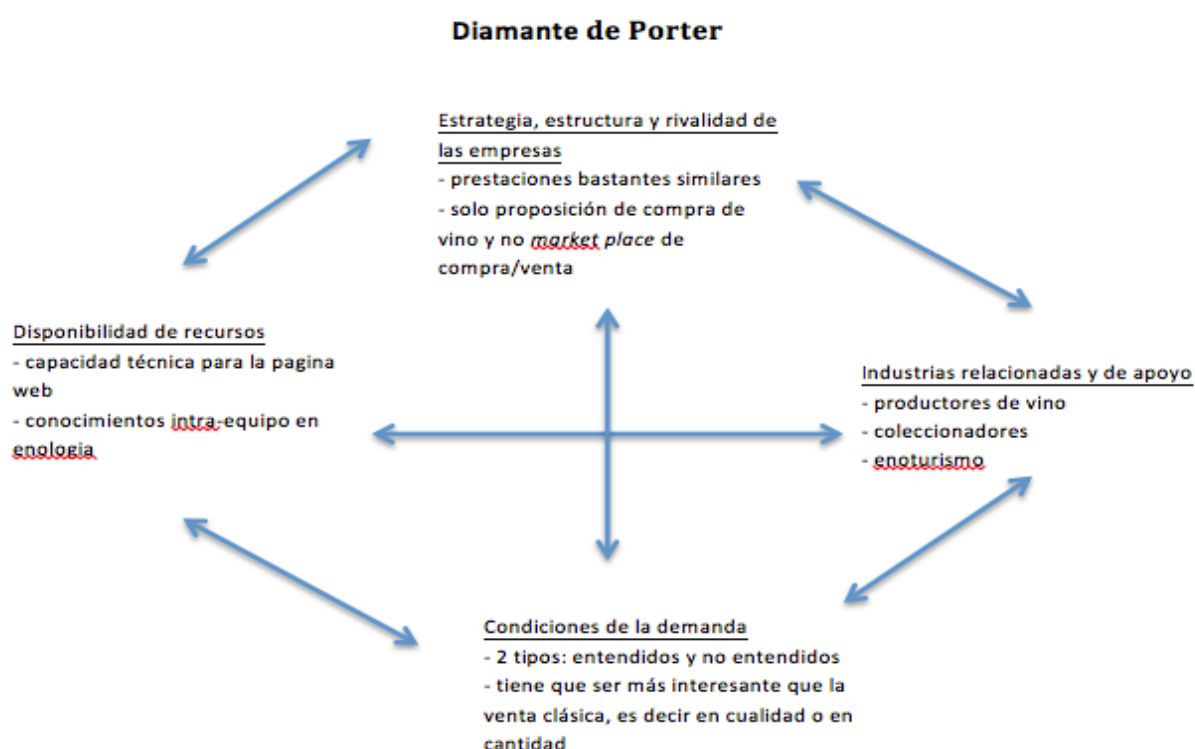 Diamante de Porter
Estrategia, estructura y rivalidad de
las empresas
- prestaciones bastantes similares
- solo proposición de compra de
vino y no market place de
compra/venta
Disponibilidad de recursos
- capacidad técnica para la pagina
web
- conocimientos intra-equipo en
enologia
Industrias relacionadas y de apoyo
- productores de vino
- coleccionadores
- enoturismo
Condiciones de la demanda
- 2 tipos: entendidos y no entendidos
- tiene que ser más interesante que la
venta clásica, es decir en cualidad o en
cantidad